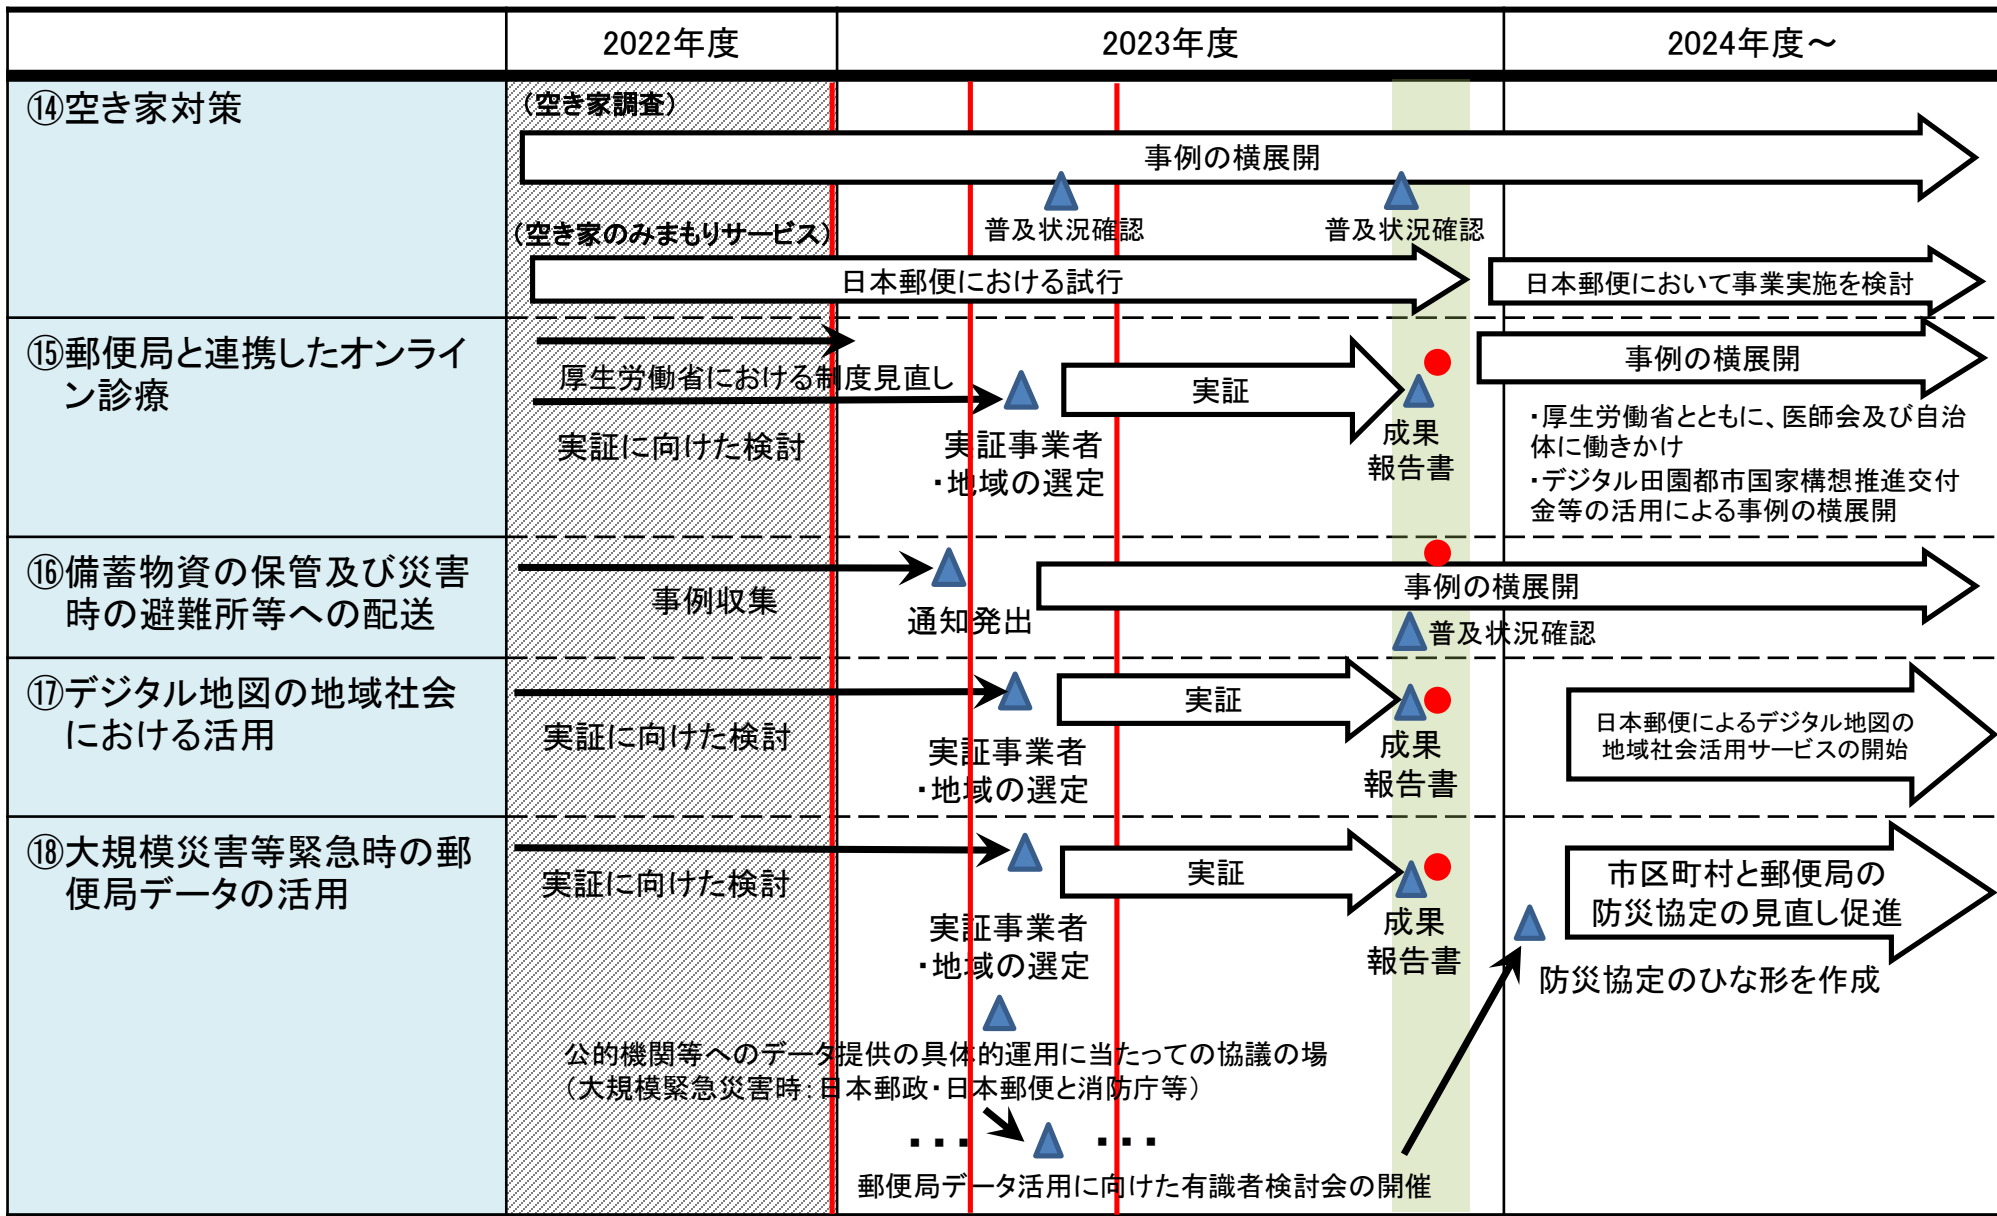 2022年度
2023年度
2024年度～
⑭空き家対策
（空き家調査）
事例の横展開
普及状況確認
普及状況確認
（空き家のみまもりサービス）
日本郵便における試行
日本郵便において事業実施を検討
⑮郵便局と連携したオンライ
ン診療
厚生労働省における制度見直し
実証に向けた検討
実証事業者
・地域の選定
実証
成果
報告書
事例の横展開
・厚生労働省とともに、医師会及び自治
体に働きかけ
・デジタル田園都市国家構想推進交付
金等の活用による事例の横展開
⑯備蓄物資の保管及び災害
時の避難所等への配送
事例収集
通知発出
事例の横展開
普及状況確認
⑰デジタル地図の地域社会
における活用
実証に向けた検討
実証事業者
・地域の選定
実証
成果
報告書
日本郵便によるデジタル地図の
地域社会活用サービスの開始
⑱大規模災害等緊急時の郵
便局データの活用
実証に向けた検討
実証事業者
・地域の選定
実証
成果
報告書
市区町村と郵便局の
防災協定の見直し促進
防災協定のひな形を作成
公的機関等へのデータ提供の具体的運用に当たっての協議の場
（大規模緊急災害時：日本郵政・日本郵便と消防庁等）
・・・
・・・
郵便局データ活用に向けた有識者検討会の開催